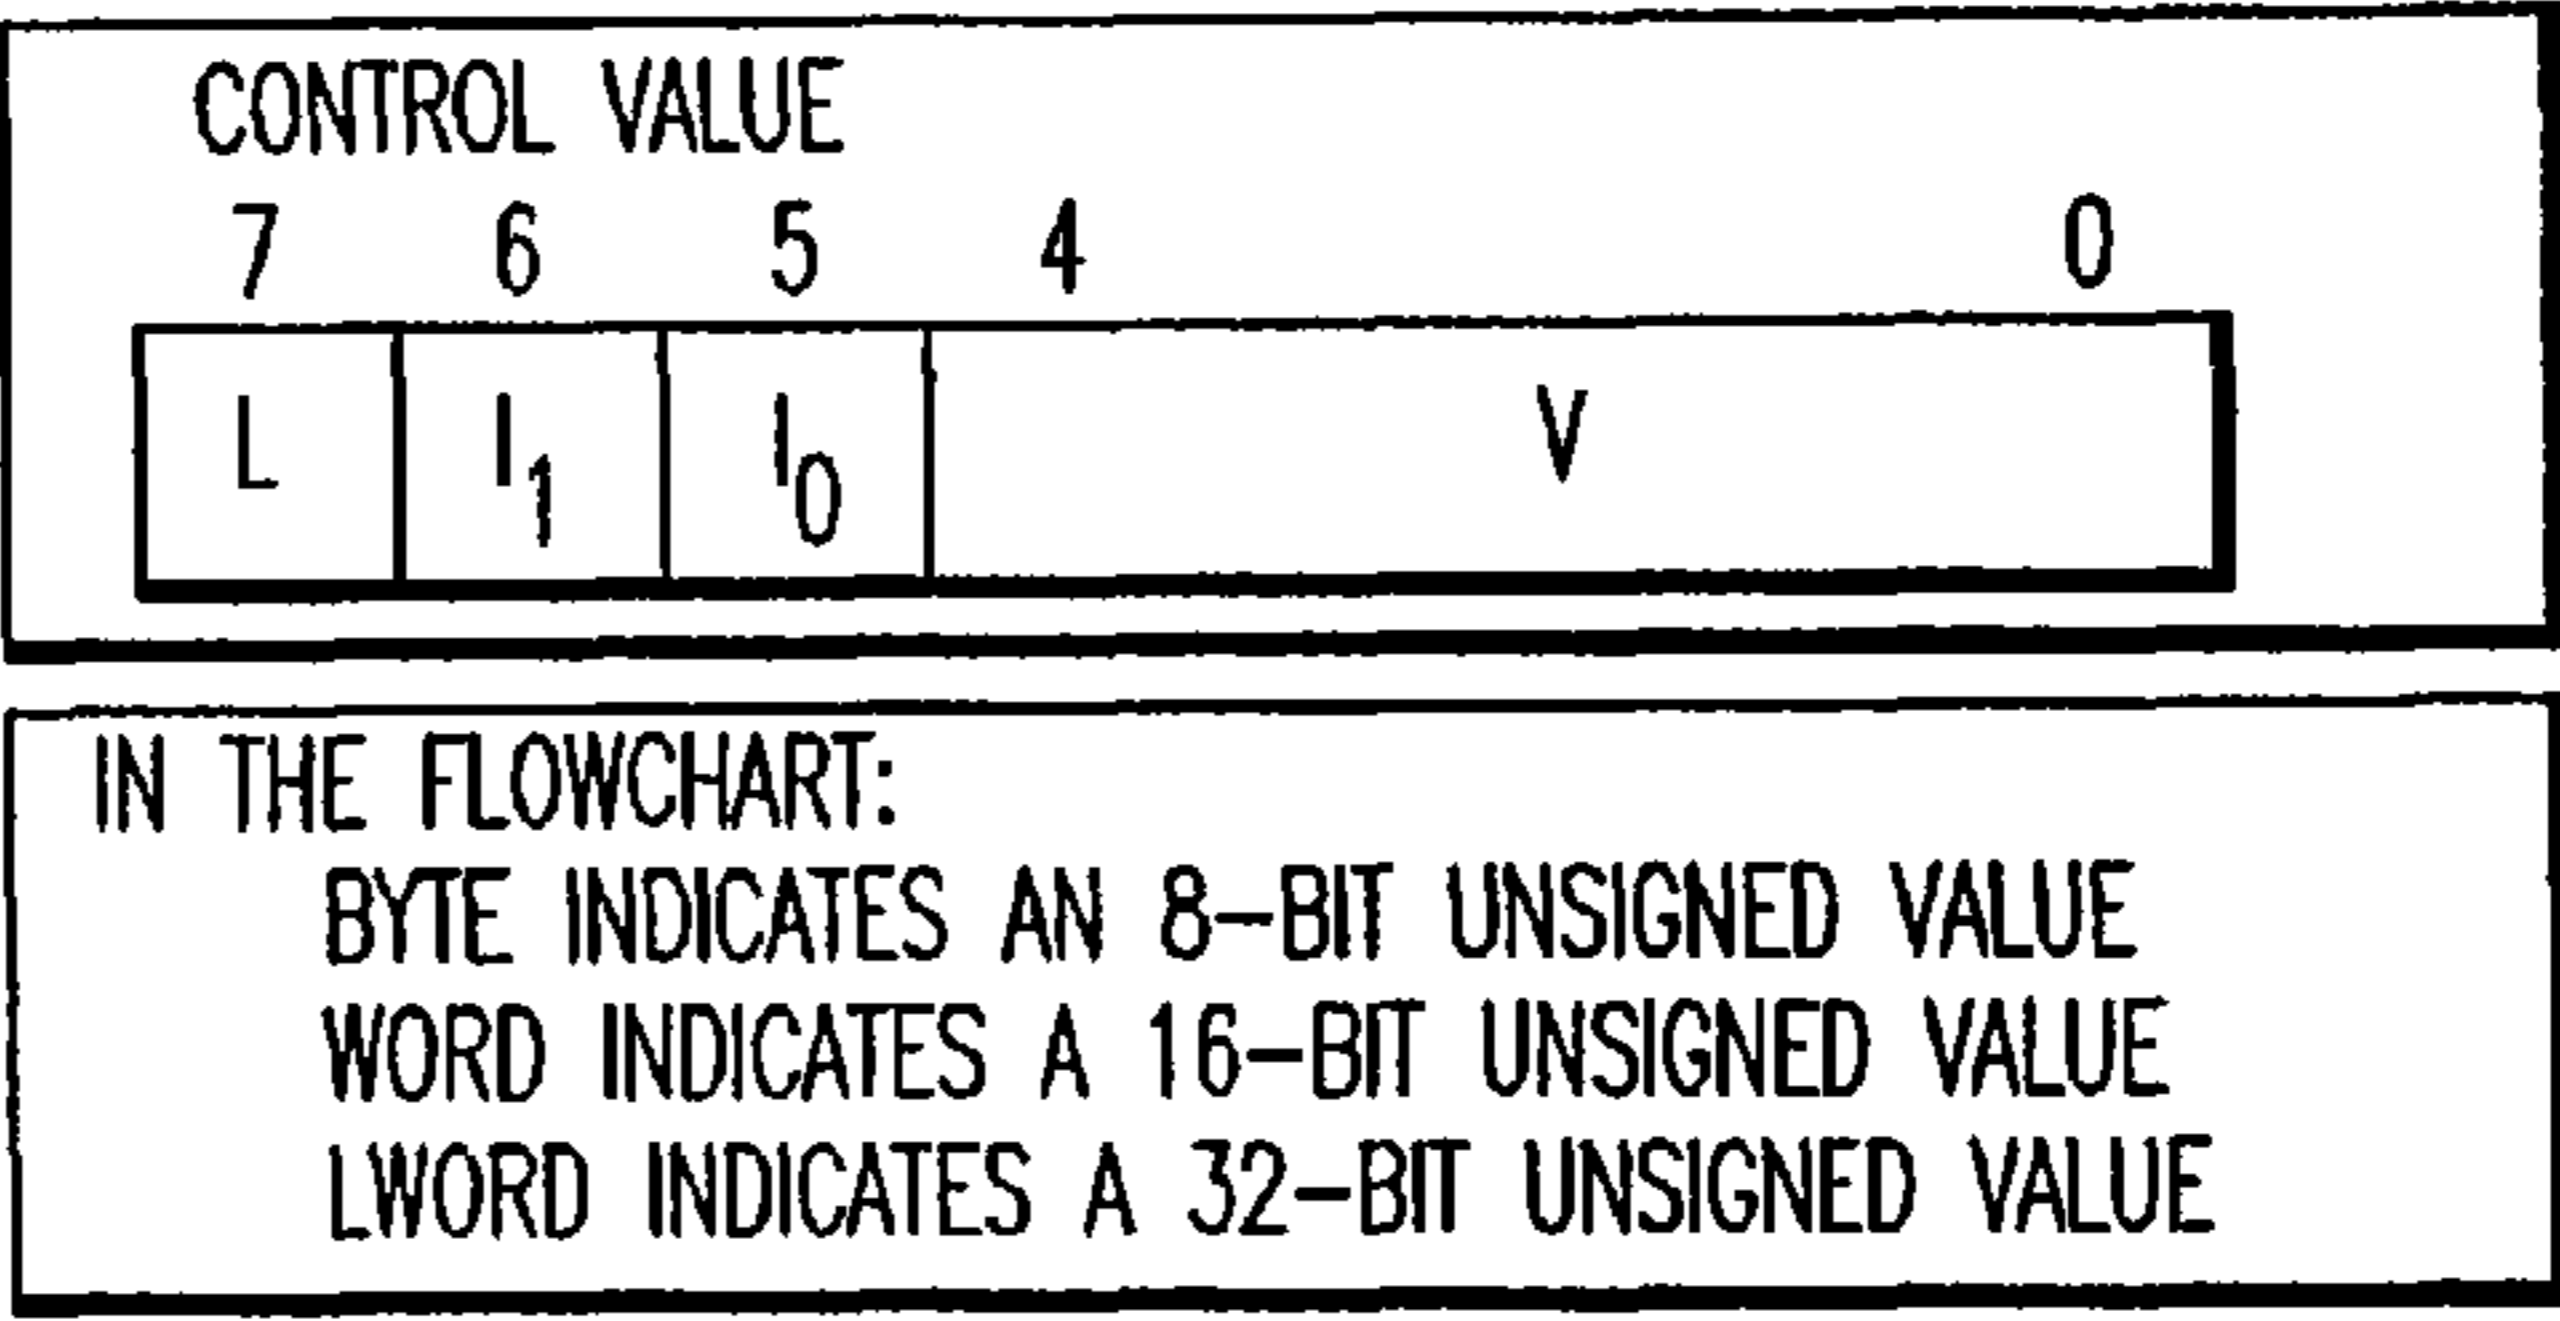 CONTROL VALUE
7 6 5 4 0
L I₁ I₀ V
IN THE FLOWCHART:
BYTE INDICATES AN 8-BIT UNSIGNED VALUE
WORD INDICATES A 16-BIT UNSIGNED VALUE
LWORD INDICATES A 32-BIT UNSIGNED VALUE